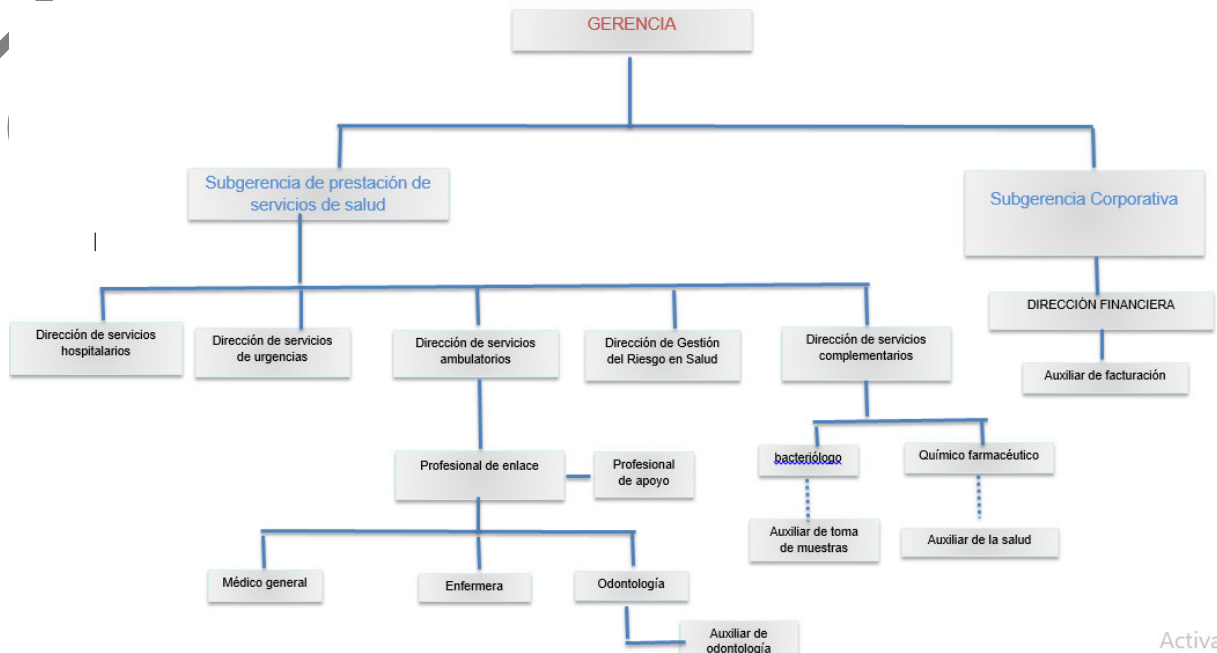 GERENCIA
Subgerencia de prestación de
servicios de salud
Subgerencia Corporativa
Dirección de servicios
hospitalarios
Dirección de servicios
de urgencias
Dirección de servicios
ambulatorios
Dirección de Gestión
del Riesgo en Salud
Dirección de servicios
complementarios
DIRECCIÓN FINANCIERA
Auxiliar de facturación
Profesional de enlace
Profesional
de apoyo
bacteriólogo
Químico farmacéutico
Auxiliar de toma
de muestras
Auxiliar de la salud
Médico general
Enfermera
Odontología
Auxiliar de
odontología
Activa